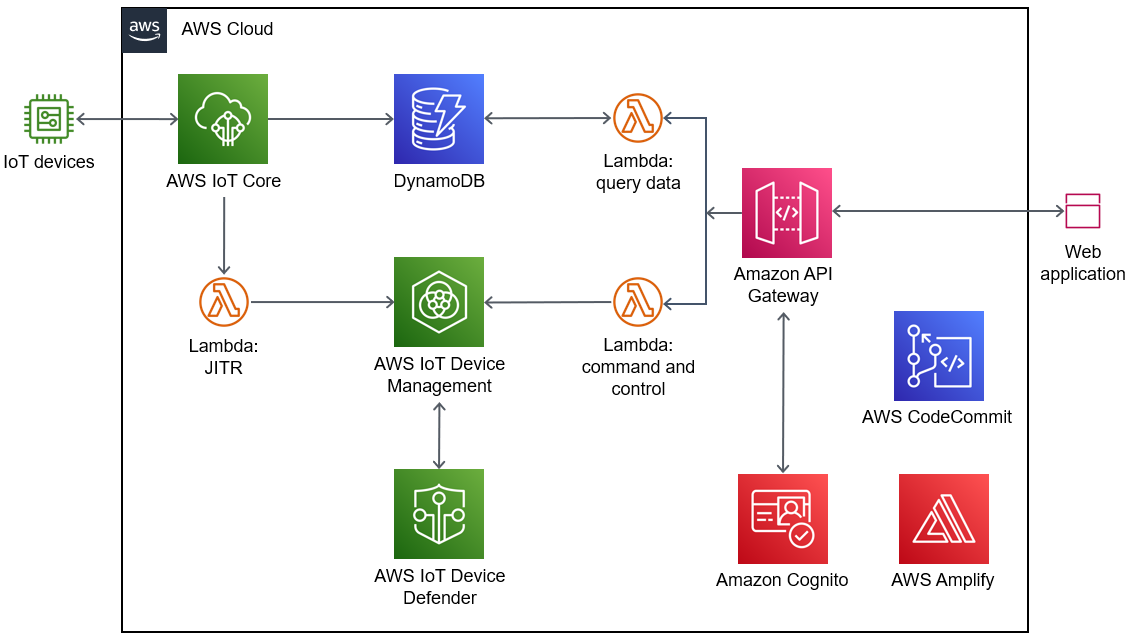 aws
AWS Cloud
IoT devices
AWS IoT Core
DynamoDB
Lambda:
query data
Amazon API
Gateway
Web
application
Lambda:
JITR
AWS IoT Device
Management
Lambda:
command and
control
AWS CodeCommit
AWS IoT Device
Defender
Amazon Cognito
AWS Amplify